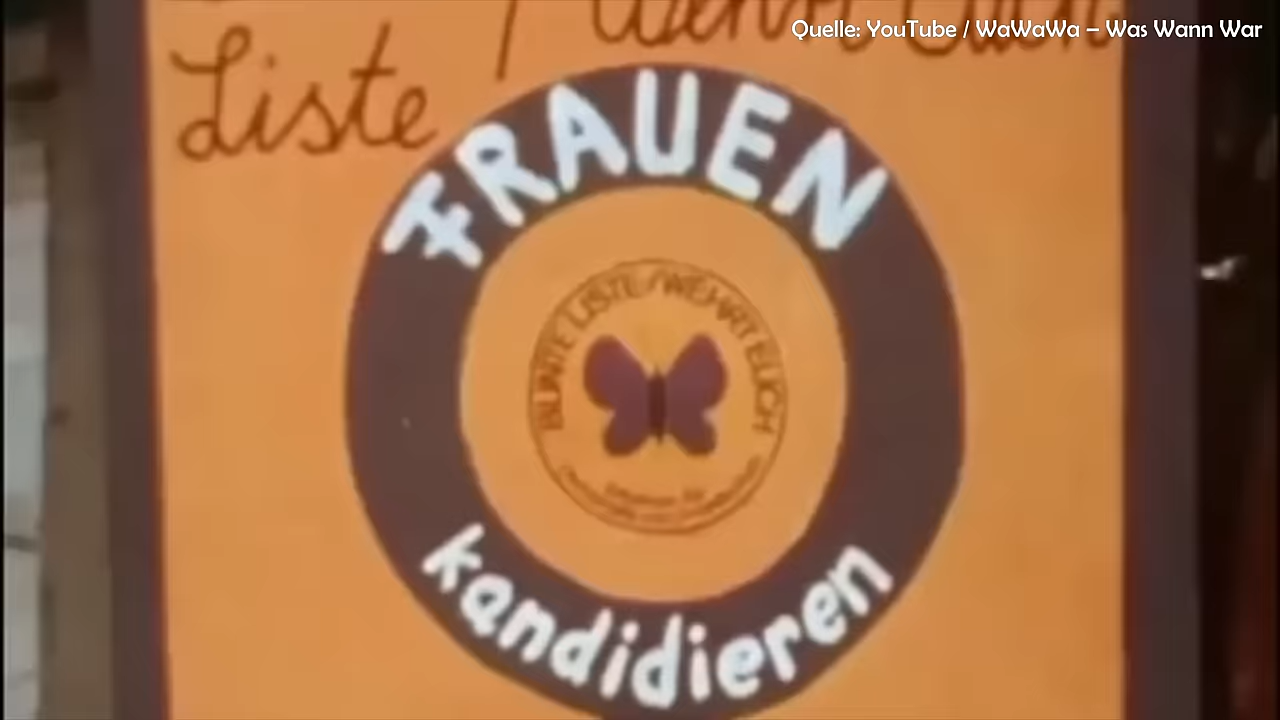 Quelle: YouTube / WaWaWa – Was Wann War
Liste
FRAUEN
BUNTE LISTE/WEHRT EUCH
kandidieren